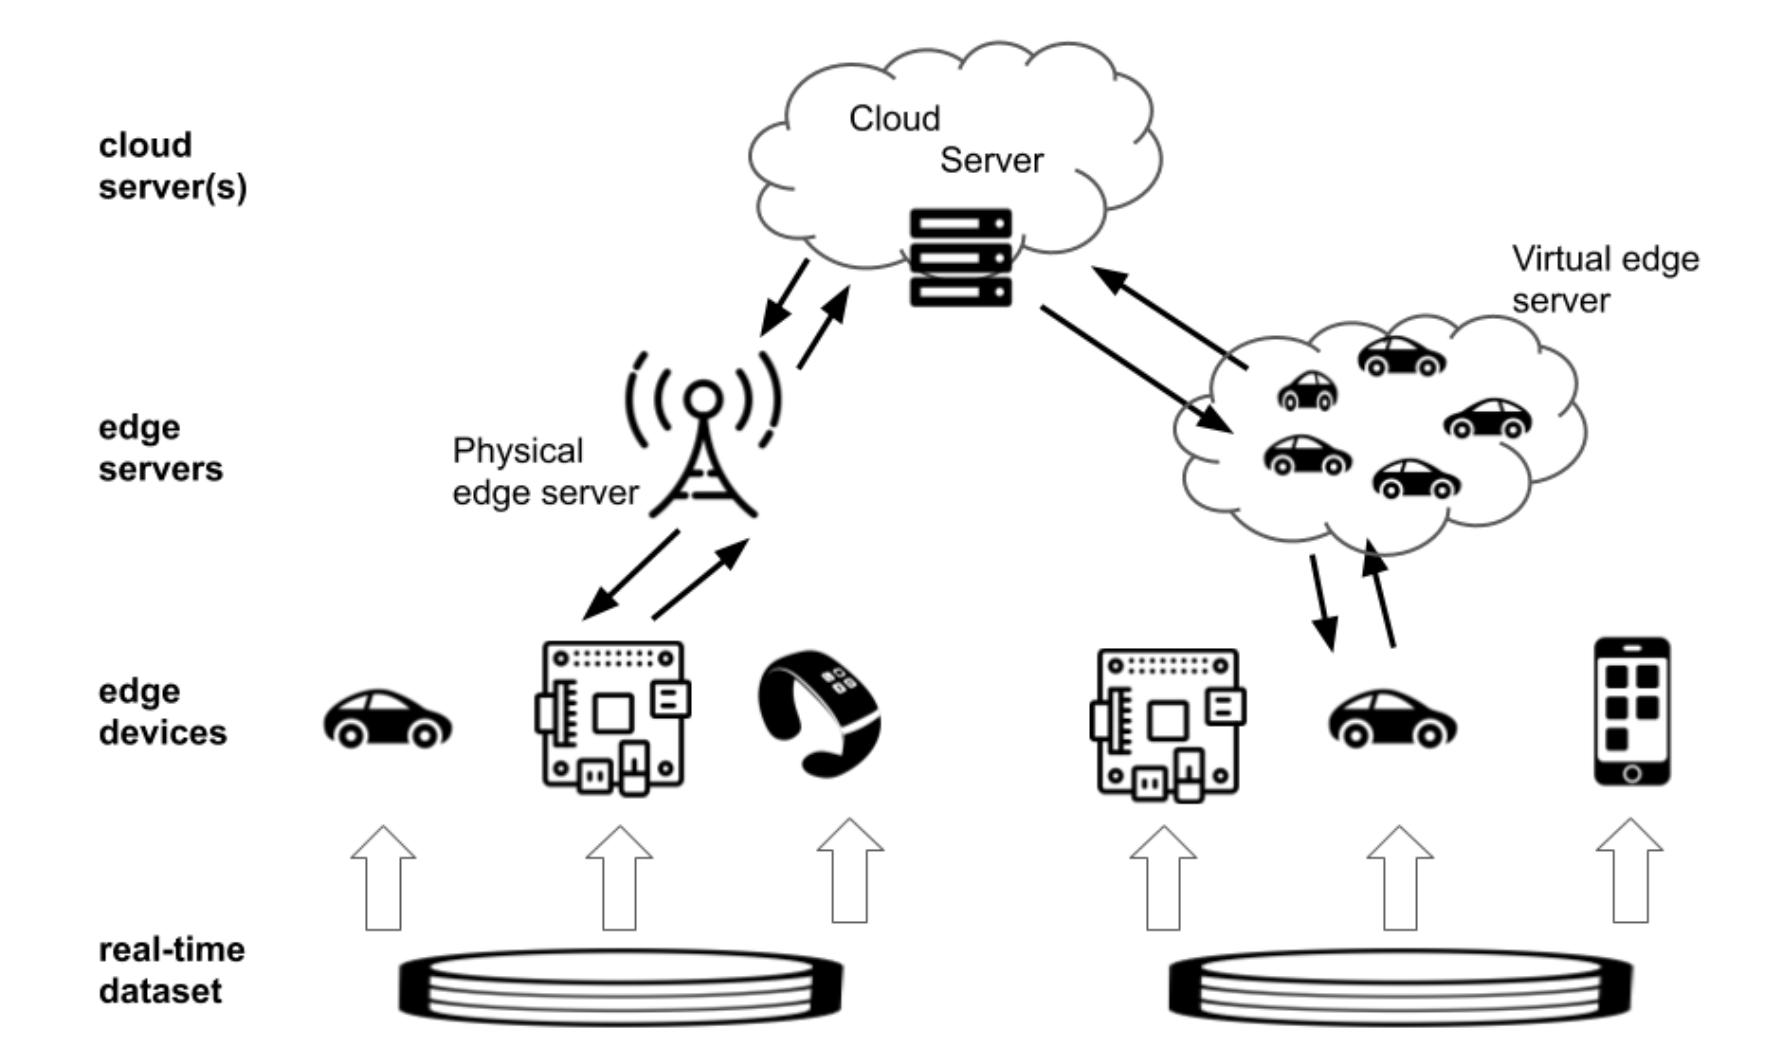 cloud
server(s)
Cloud
Server
Virtual edge
server
edge
servers
Physical
edge server
edge
devices
real-time
dataset